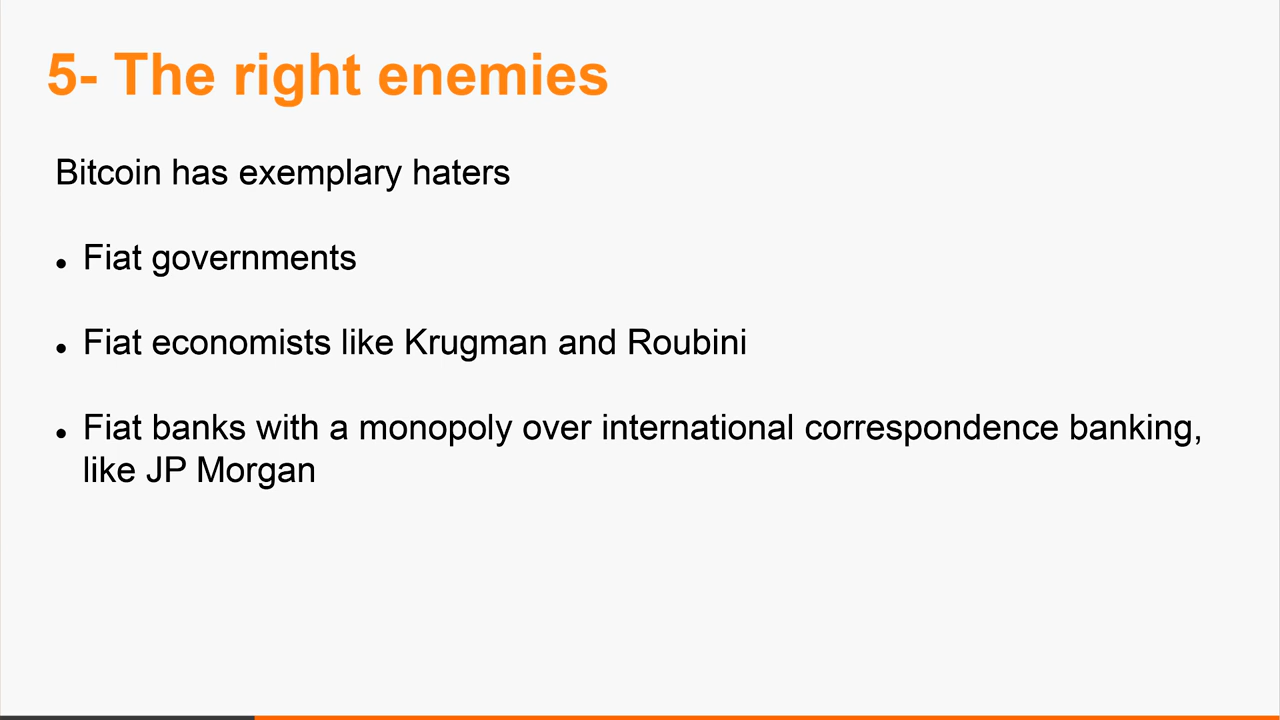 5- The right enemies
Bitcoin has exemplary haters
● Fiat governments
● Fiat economists like Krugman and Roubini
● Fiat banks with a monopoly over international correspondence banking,
like JP Morgan